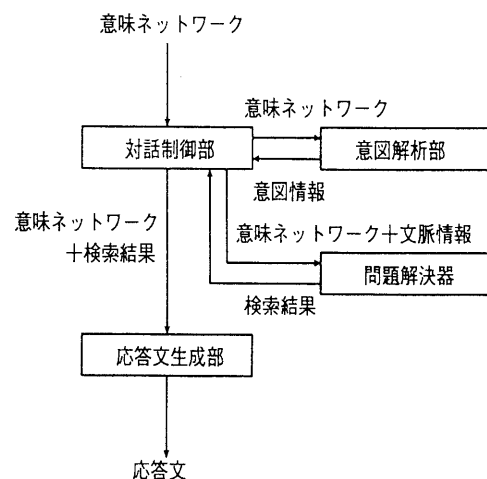 意味ネットワーク
意味ネットワーク
対話制御部
意図解析部
意図情報
意味ネットワーク
+検索結果
意味ネットワーク+文脈情報
問題解決器
検索結果
応答文生成部
応答文